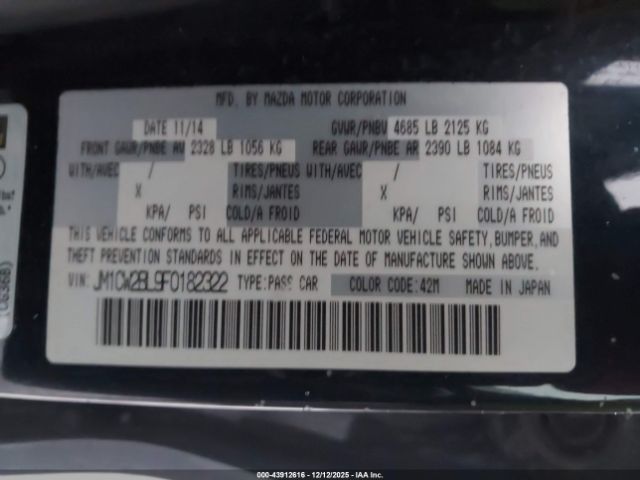 MFD. BY MAZDA MOTOR CORPORATION
DATE 11/14 GVWR/PNBV 4685 LB 2125 KG
FRONT GAWR/PNBE AV 2328 LB 1056 KG REAR GAWR/PNBE AR 2390 LB 1084 KG
WITH/AVEC / TIRES/PNEUS WITH/AVEC / TIRES/PNEUS
X RIMS/JANTES X RIMS/JANTES
KPA/ PSI COLD/A FROID KPA/ PSI COLD/A FROID
THIS VEHICLE CONFORMS TO ALL APPLICABLE FEDERAL MOTOR VEHICLE SAFETY, BUMPER, AND
THEFT PREVENTION STANDARDS IN EFFECT ON THE DATE OF MANUFACTURE SHOWN ABOVE.
VIN: JM1CW2BL9F0182322 TYPE: PASS CAR COLOR CODE: 42M MADE IN JAPAN
000-43912616 - 12/12/2025 - IAA Inc.